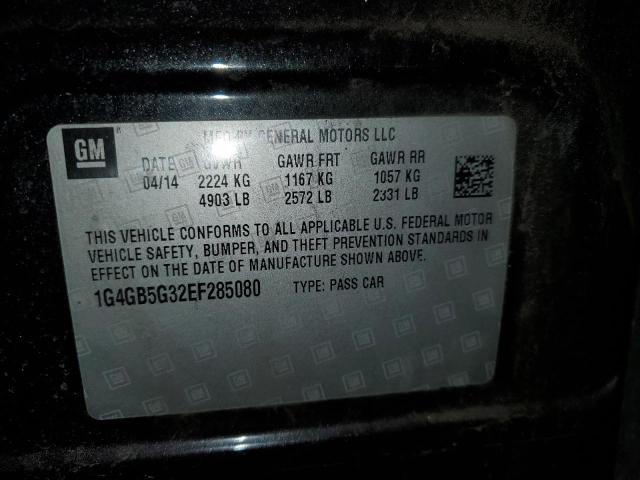 GM
MFD BY GENERAL MOTORS LLC
DATE GVWR GAWR FRT GAWR RR
04/14 2224 KG 1167 KG 1057 KG
4903 LB 2572 LB 2331 LB
THIS VEHICLE CONFORMS TO ALL APPLICABLE U.S. FEDERAL MOTOR
VEHICLE SAFETY, BUMPER, AND THEFT PREVENTION STANDARDS IN
EFFECT ON THE DATE OF MANUFACTURE SHOWN ABOVE.
1G4GB5G32EF285080 TYPE: PASS CAR